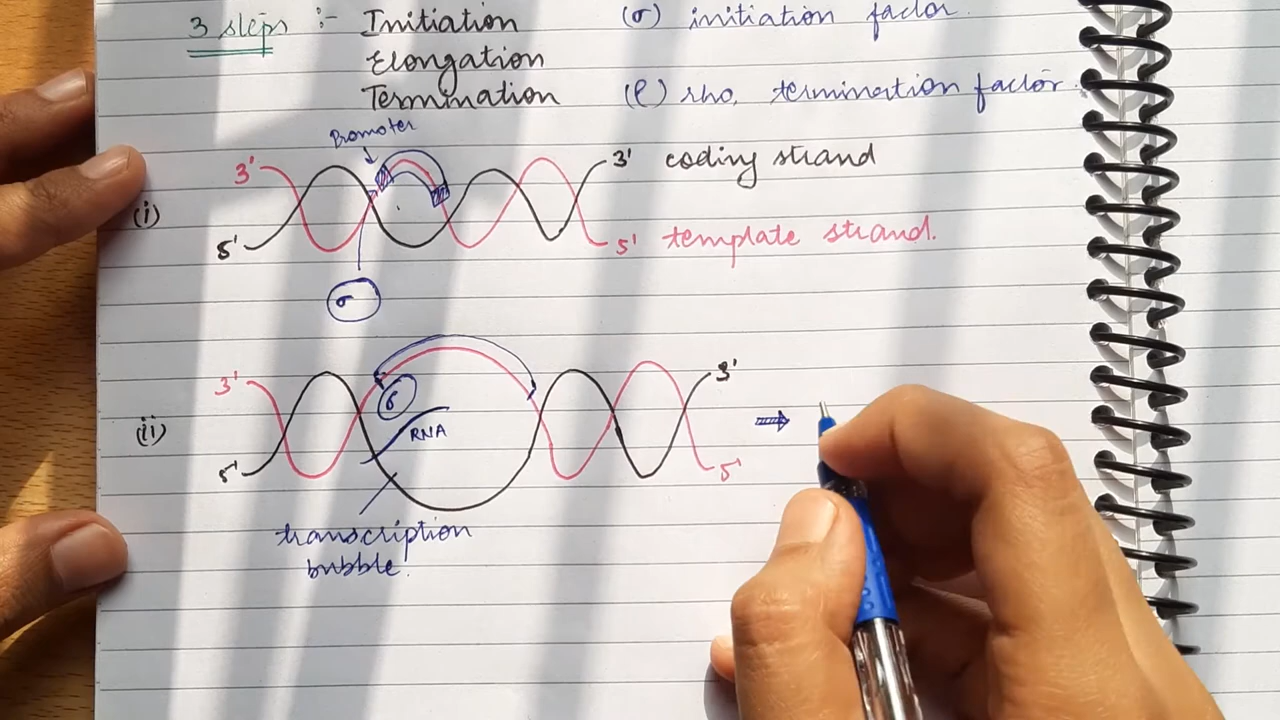 3 steps :- Initiation (σ) initiation factor.
Elongation
Termination (ρ) rho, termination factor.
Promoter
3' 3' coding strand
(i)
5' 5' template strand.
σ
3' 3'
(ii) σ RNA ⇒
5' 5'
transcription
bubble!